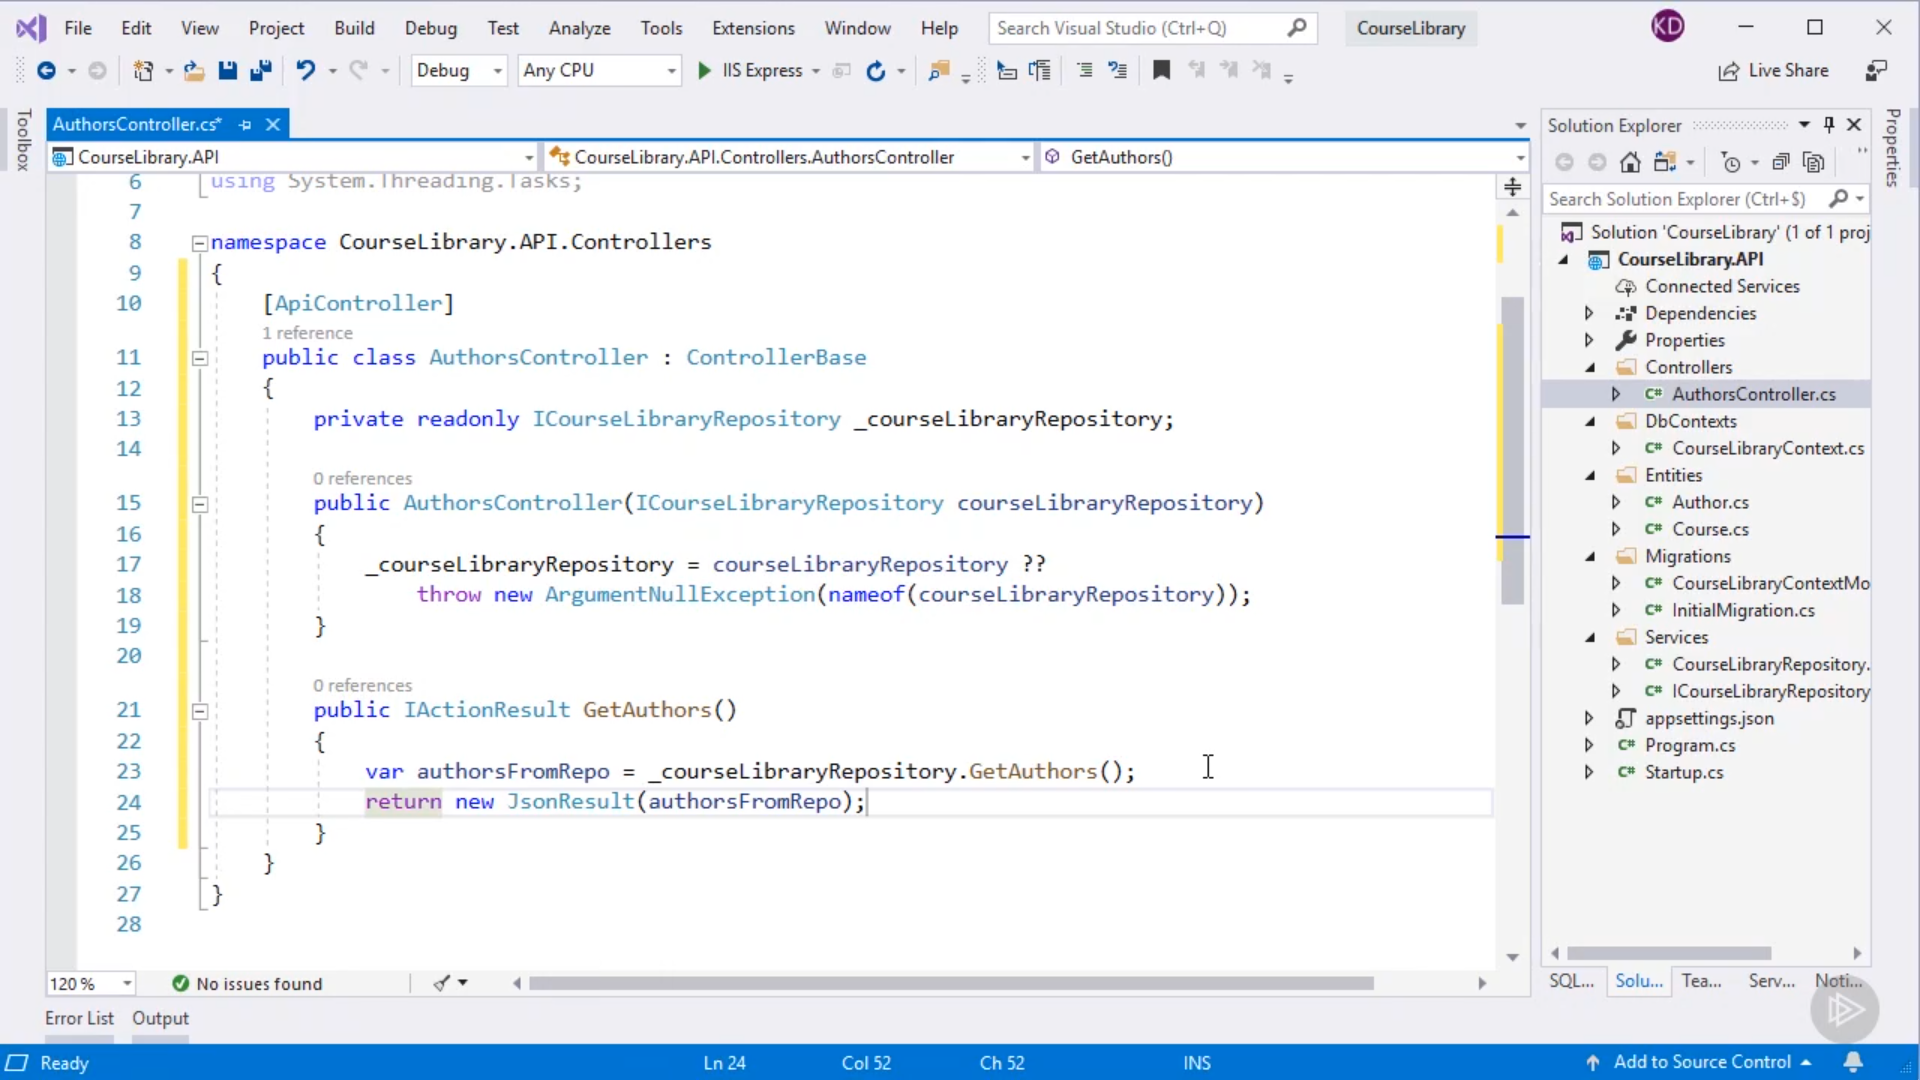 File Edit View Project Build Debug Test Analyze Tools Extensions Window Help Search Visual Studio (Ctrl+Q) CourseLibrary KD
Debug Any CPU IIS Express Live Share
Toolbox
AuthorsController.cs*
CourseLibrary.API CourseLibrary.API.Controllers.AuthorsController GetAuthors()
6 using System.Threading.Tasks;
7
8 namespace CourseLibrary.API.Controllers
9 {
10 [ApiController]
1 reference
11 public class AuthorsController : ControllerBase
12 {
13 private readonly ICourseLibraryRepository _courseLibraryRepository;
14
0 references
15 public AuthorsController(ICourseLibraryRepository courseLibraryRepository)
16 {
17 _courseLibraryRepository = courseLibraryRepository ??
18 throw new ArgumentNullException(nameof(courseLibraryRepository));
19 }
20
0 references
21 public IActionResult GetAuthors()
22 {
23 var authorsFromRepo = _courseLibraryRepository.GetAuthors();
24 return new JsonResult(authorsFromRepo);
25 }
26 }
27 }
28
120 % No issues found
Error List Output
Solution Explorer
Search Solution Explorer (Ctrl+$)
Solution 'CourseLibrary' (1 of 1 proj
CourseLibrary.API
Connected Services
Dependencies
Properties
Controllers
C# AuthorsController.cs
DbContexts
C# CourseLibraryContext.cs
Entities
C# Author.cs
C# Course.cs
Migrations
C# CourseLibraryContextMo
C# InitialMigration.cs
Services
C# CourseLibraryRepository.
C# ICourseLibraryRepository
appsettings.json
C# Program.cs
C# Startup.cs
SQL... Solu... Tea... Serv... Noti...
Properties
Ready Ln 24 Col 52 Ch 52 INS Add to Source Control